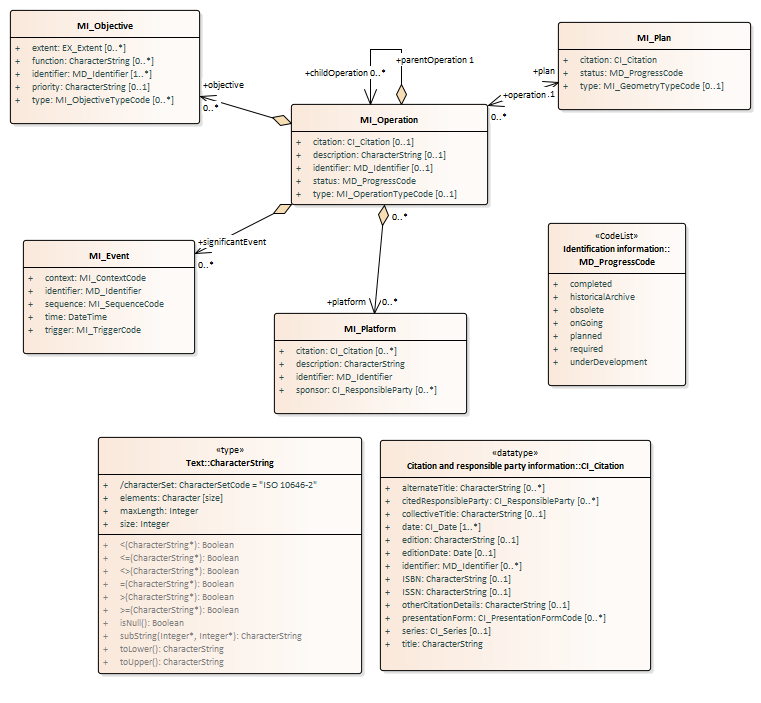 MI_Objective
+ extent: EX_Extent [0..*]
+ function: CharacterString [0..*]
+ identifier: MD_Identifier [1..*]
+ priority: CharacterString [0..1]
+ type: MI_ObjectiveTypeCode [0..*]
+objective
0..*
+childOperation 0..*
+parentOperation 1
MI_Plan
+ citation: CI_Citation
+ status: MD_ProgressCode
+ type: MI_GeometryTypeCode [0..1]
+plan
+operation
0..1
0..*
MI_Operation
+ citation: CI_Citation [0..1]
+ description: CharacterString [0..1]
+ identifier: MD_Identifier [0..1]
+ status: MD_ProgressCode
+ type: MI_OperationTypeCode [0..1]
+significantEvent
0..*
0..*
MI_Event
+ context: MI_ContextCode
+ identifier: MD_Identifier
+ sequence: MI_SequenceCode
+ time: DateTime
+ trigger: MI_TriggerCode
+platform 0..*
MI_Platform
+ citation: CI_Citation [0..*]
+ description: CharacterString
+ identifier: MD_Identifier
+ sponsor: CI_ResponsibleParty [0..*]
«CodeList»
Identification information::
MD_ProgressCode
+ completed
+ historicalArchive
+ obsolete
+ onGoing
+ planned
+ required
+ underDevelopment
«type»
Text::CharacterString
+ /characterSet: CharacterSetCode = "ISO 10646-2"
+ elements: Character [size]
+ maxLength: Integer
+ size: Integer
+ <(CharacterString*): Boolean
+ <=(CharacterString*): Boolean
+ <>(CharacterString*): Boolean
+ =(CharacterString*): Boolean
+ >(CharacterString*): Boolean
+ >=(CharacterString*): Boolean
+ isNull(): Boolean
+ subString(Integer*, Integer*): CharacterString
+ toLower(): CharacterString
+ toUpper(): CharacterString
«datatype»
Citation and responsible party information::CI_Citation
+ alternateTitle: CharacterString [0..*]
+ citedResponsibleParty: CI_ResponsibleParty [0..*]
+ collectiveTitle: CharacterString [0..1]
+ date: CI_Date [1..*]
+ edition: CharacterString [0..1]
+ editionDate: Date [0..1]
+ identifier: MD_Identifier [0..*]
+ ISBN: CharacterString [0..1]
+ ISSN: CharacterString [0..1]
+ otherCitationDetails: CharacterString [0..1]
+ presentationForm: CI_PresentationFormCode [0..*]
+ series: CI_Series [0..1]
+ title: CharacterString